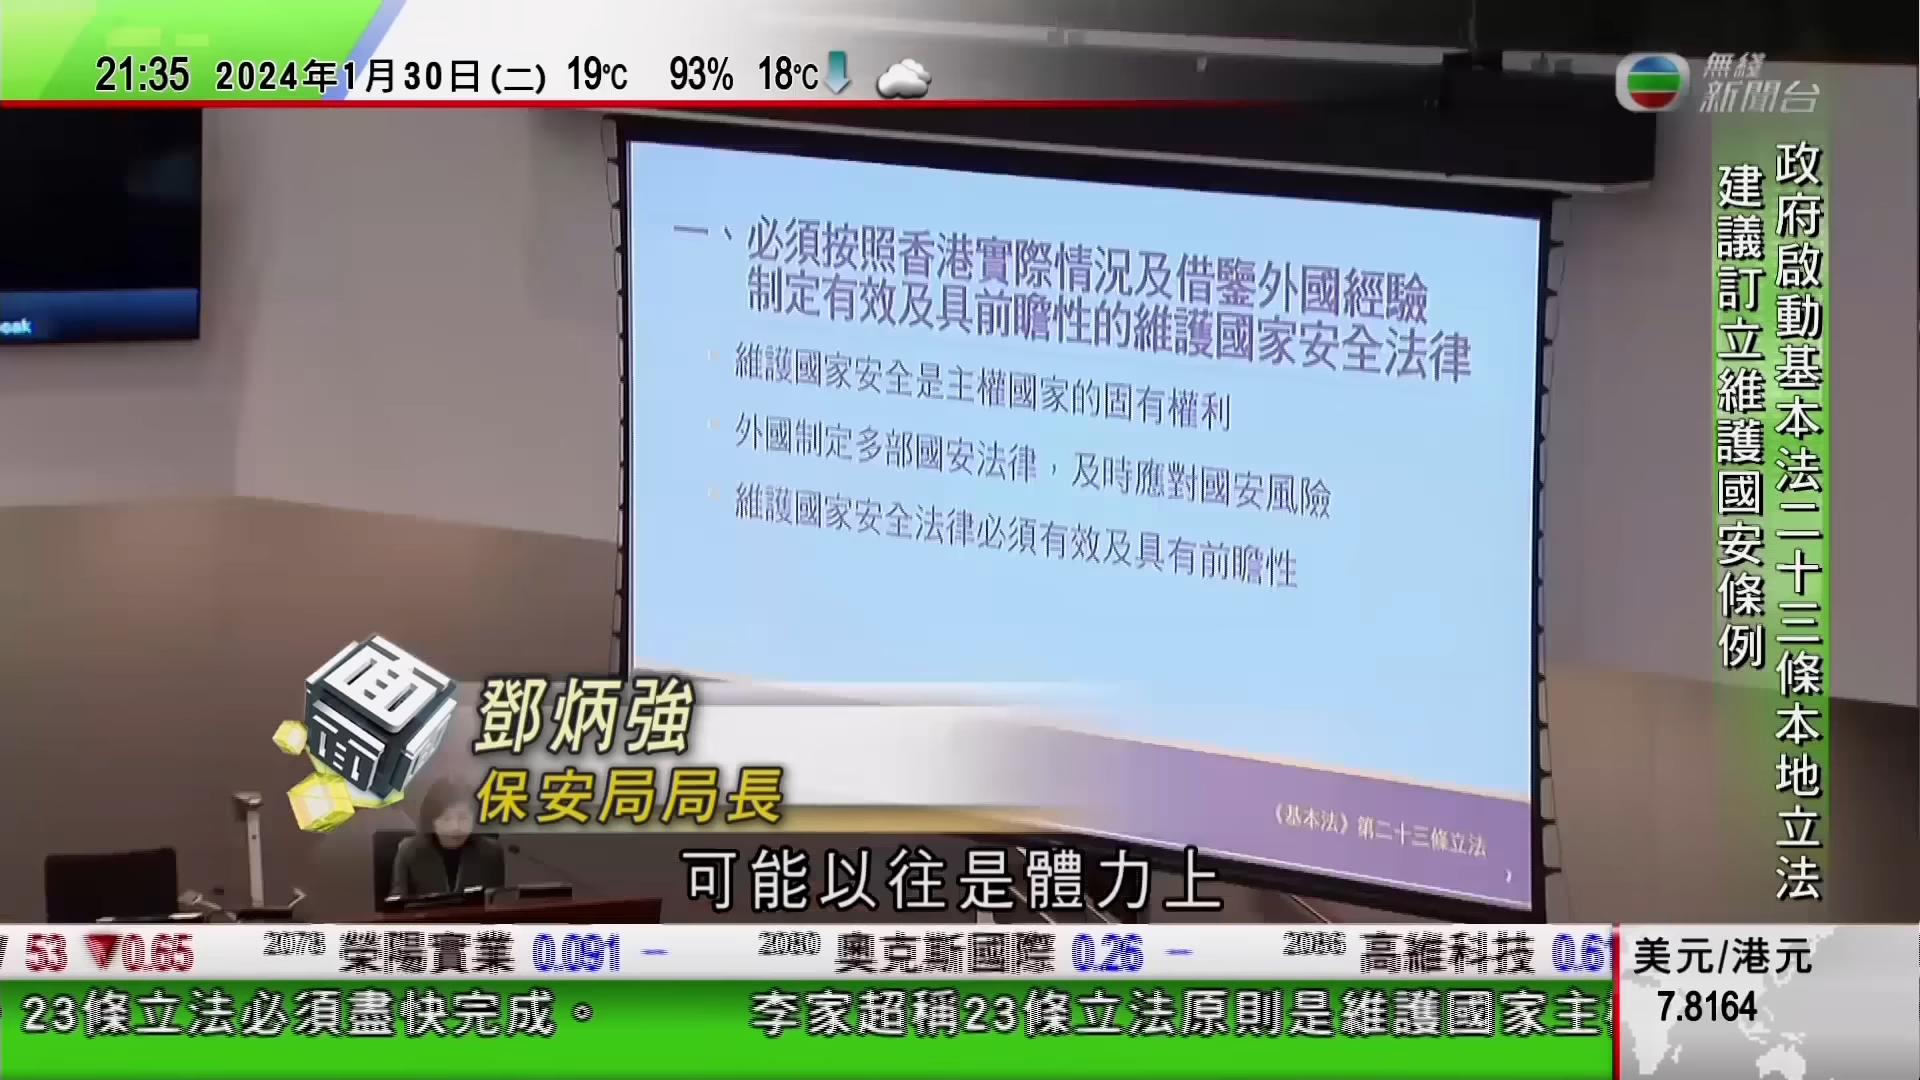 21:35 2024年1月30日(二) 19℃ 93% 18℃
無綫
新聞台
政府啟動基本法二十三條本地立法
建議訂立維護國安條例
一、必須按照香港實際情況及借鑒外國經驗
制定有效及具前瞻性的維護國家安全法律
維護國家安全是主權國家的固有權利
外國制定多部國安法律，及時應對國安風險
維護國家安全法律必須有效及具有前瞻性
《基本法》第二十三條立法
鄧炳強
保安局局長
可能以往是體力上
53 ▼0.65 2078 榮陽實業 0.091 － 2080 奧克斯國際 0.26 － 2086 高維科技 0.61
23條立法必須盡快完成。 李家超稱23條立法原則是維護國家主
美元/港元
7.8164